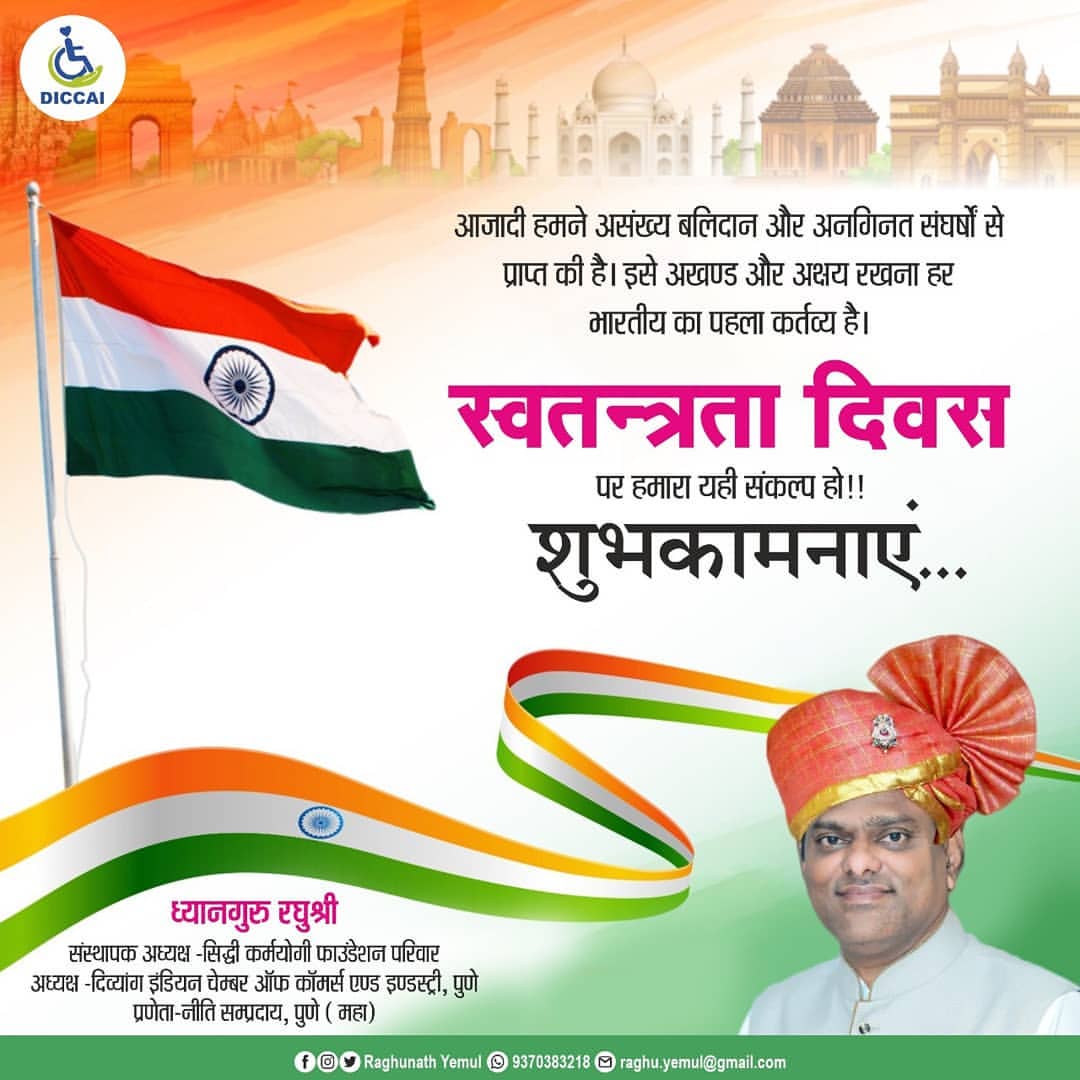 DICCAI
आजादी हमने असंख्य बलिदान और अनगिनत संघर्षों से
प्राप्त की है। इसे अखण्ड और अक्षय रखना हर
भारतीय का पहला कर्तव्य है।
स्वतन्त्रता दिवस
पर हमारा यही संकल्प हो!!
शुभकामनाएं...
ध्यानगुरु रघुश्री
संस्थापक अध्यक्ष -सिद्धी कर्मयोगी फाउंडेशन परिवार
अध्यक्ष -दिव्यांग इंडियन चेम्बर ऑफ कॉमर्स एण्ड इण्डस्ट्री, पुणे
प्रणेता-नीति सम्प्रदाय, पुणे ( महा)
Raghunath Yemul 9370383218 raghu.yemul@gmail.com